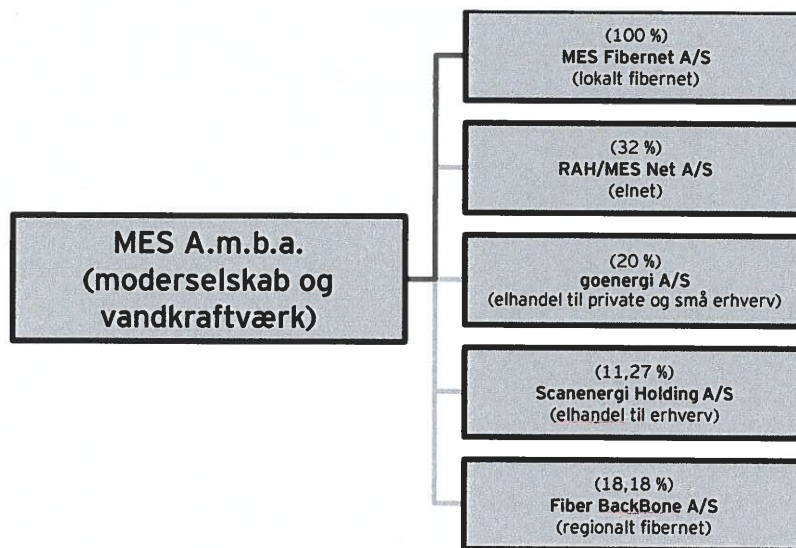 MES A.m.b.a.
(moderselskab og
vandkraftværk)
(100 %)
MES Fibernet A/S
(lokalt fibernet)
(32 %)
RAH/MES Net A/S
(elnet)
(20 %)
goenergi A/S
(elhandel til private og små erhverv)
(11,27 %)
Scanenergi Holding A/S
(elhandel til erhverv)
(18,18 %)
Fiber BackBone A/S
(regionalt fibernet)